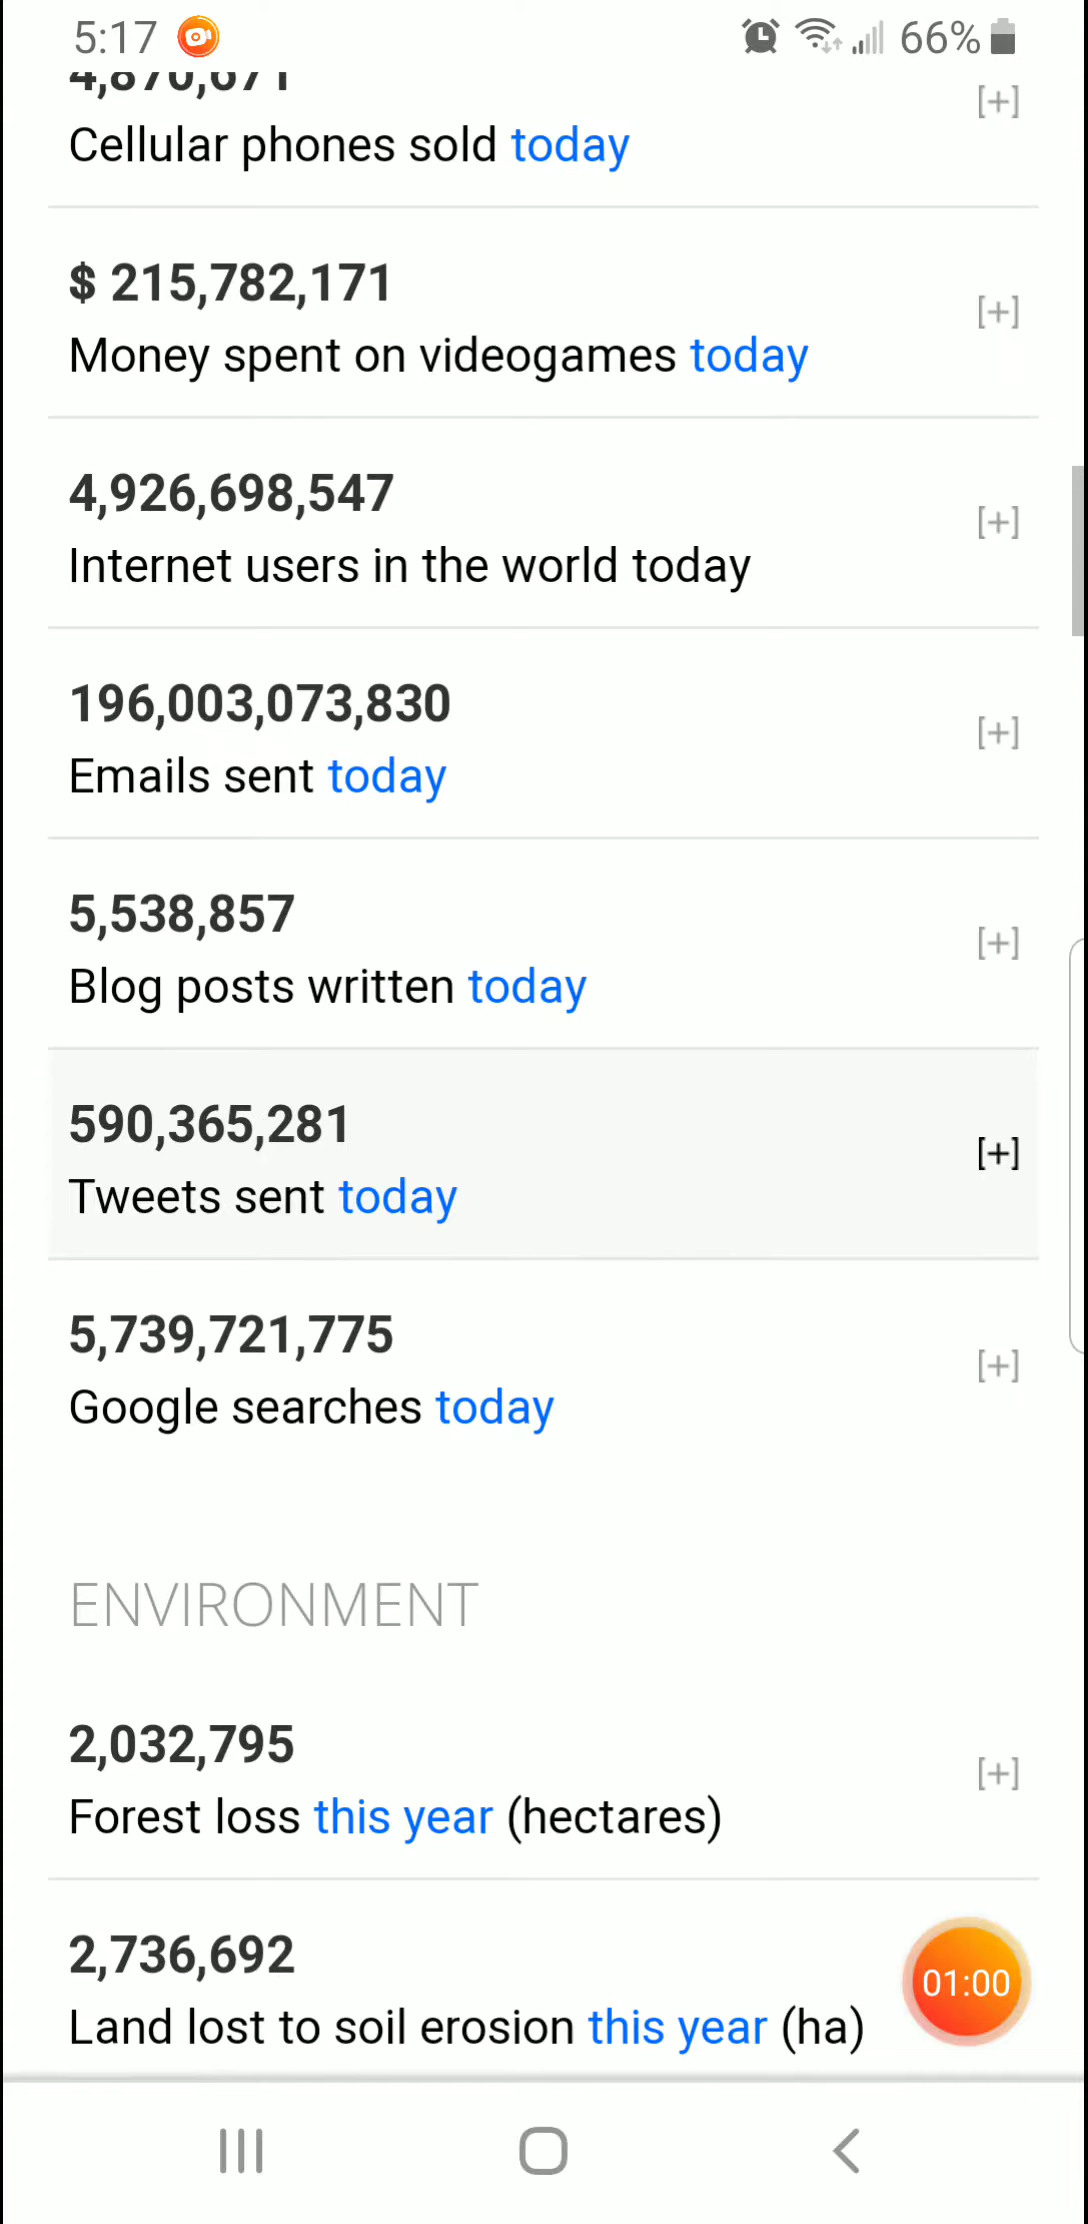 5:17
66%
[+]
Cellular phones sold today
$ 215,782,171
[+]
Money spent on videogames today
4,926,698,547
[+]
Internet users in the world today
196,003,073,830
[+]
Emails sent today
5,538,857
[+]
Blog posts written today
590,365,281
[+]
Tweets sent today
5,739,721,775
[+]
Google searches today
ENVIRONMENT
2,032,795
[+]
Forest loss this year (hectares)
2,736,692
01:00
Land lost to soil erosion this year (ha)